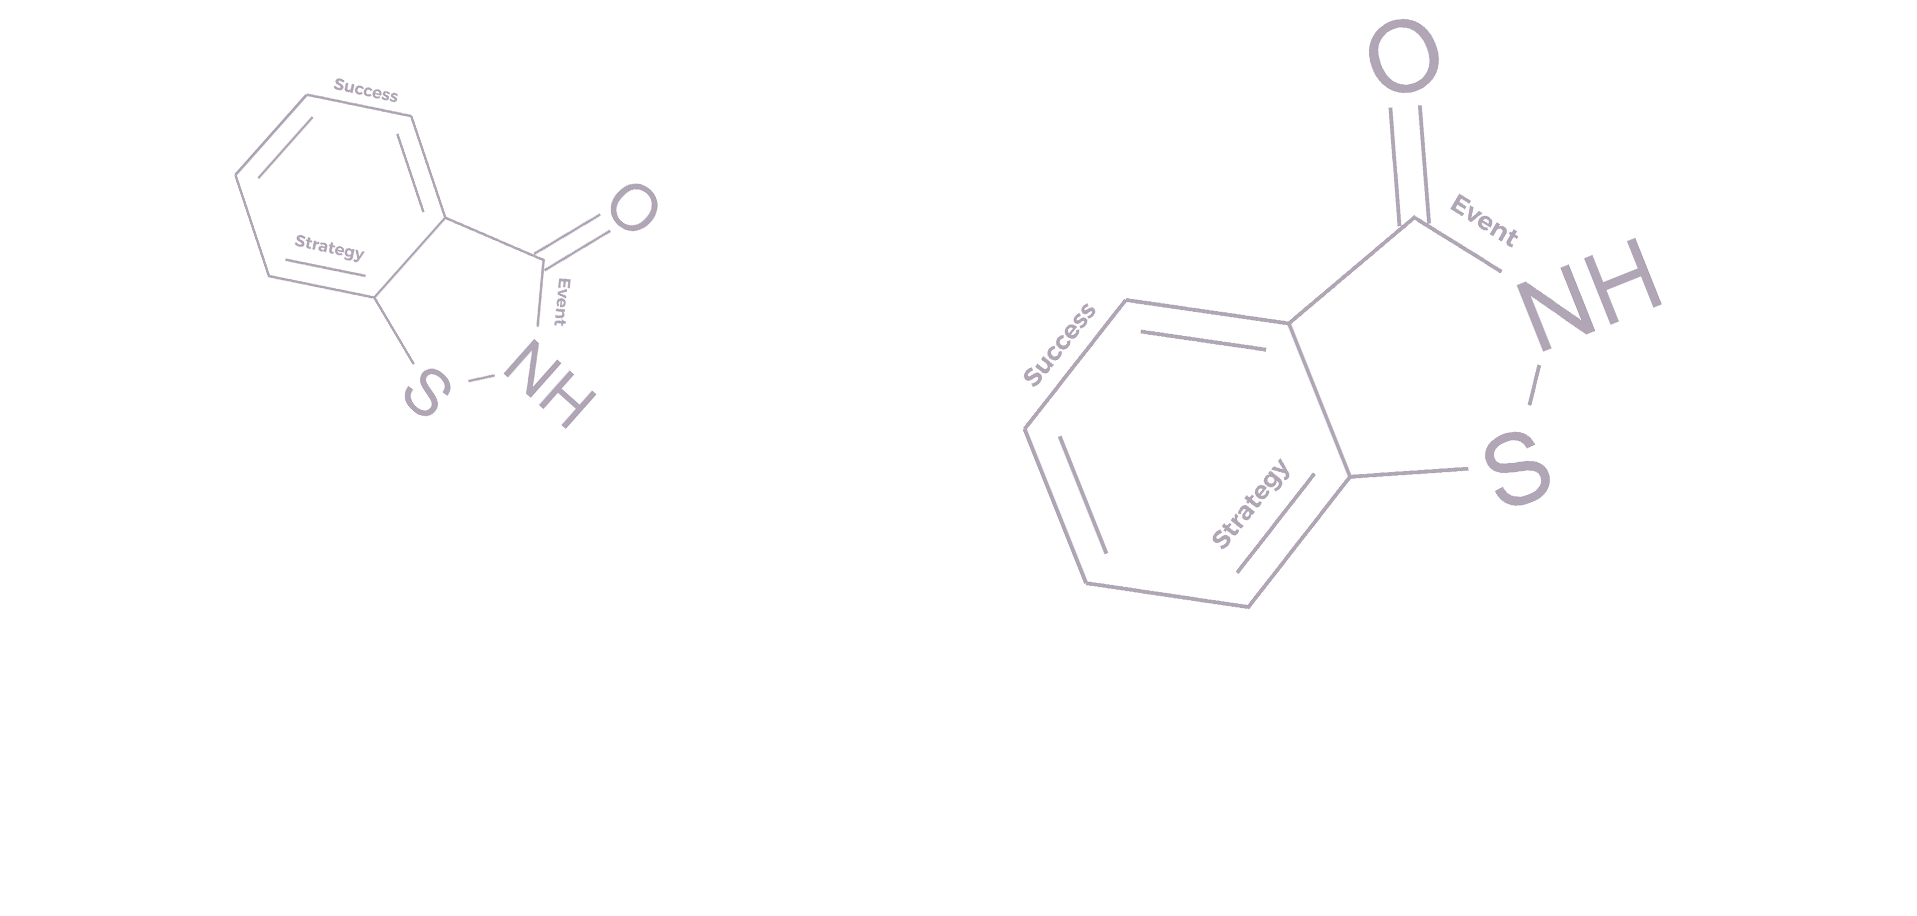 Success
Strategy
O
Event
S
NH
O
Event
NH
Success
Strategy
S